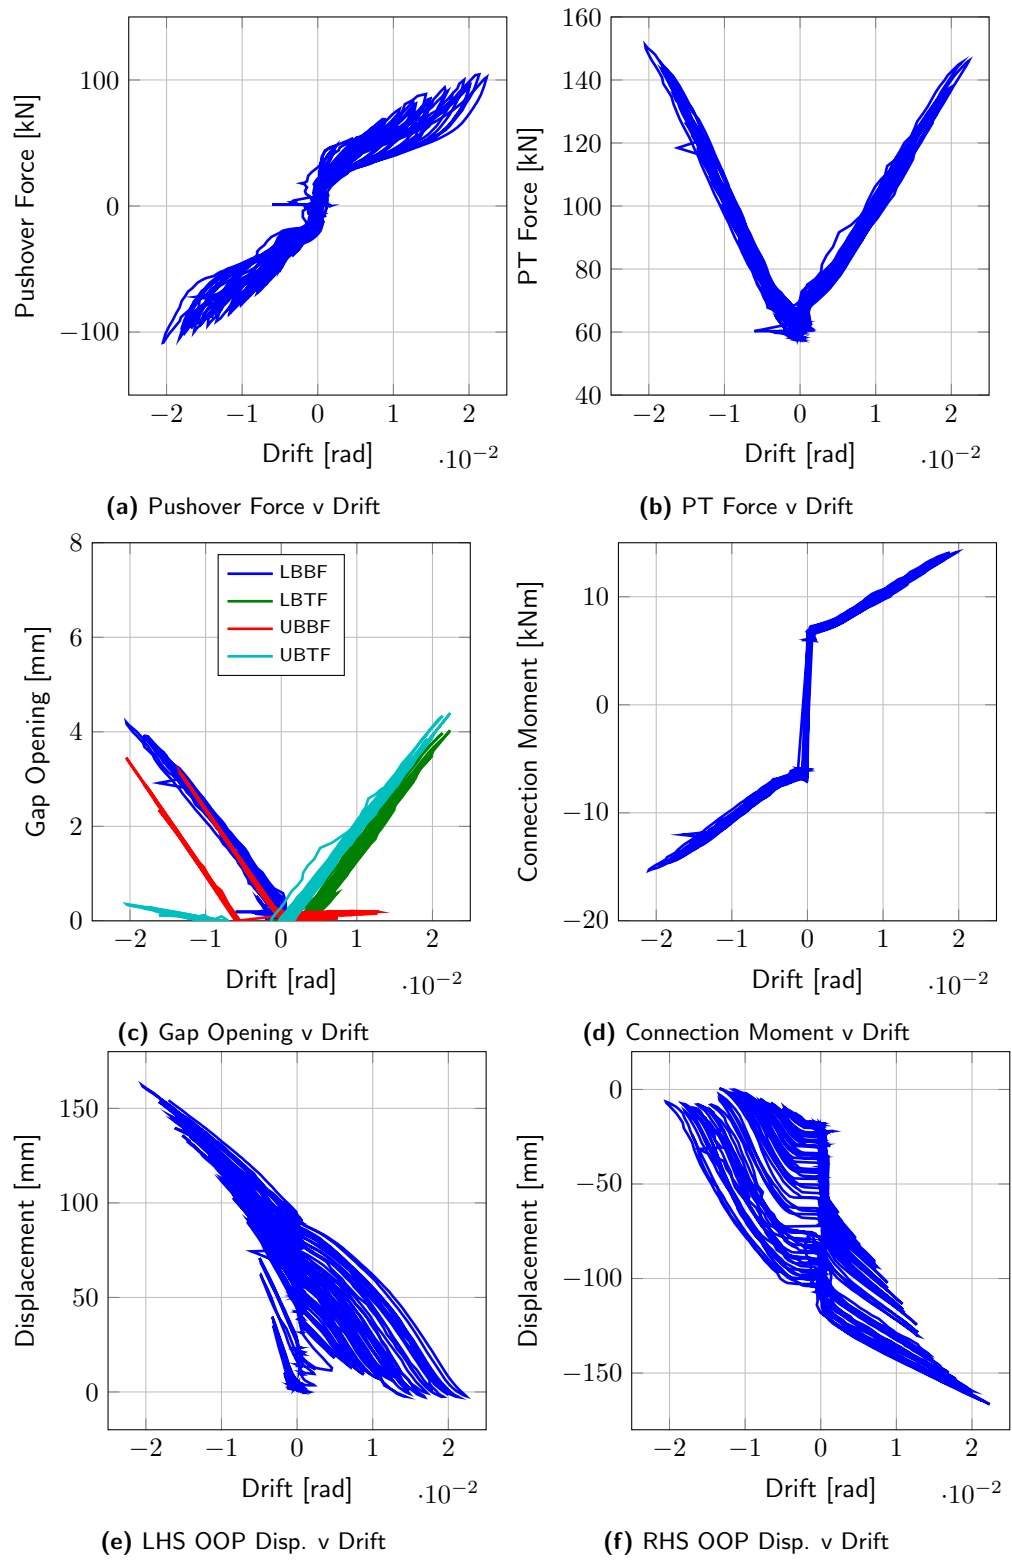 100
0
−100
−2 −1 0 1 2
Pushover Force [kN]
Drift [rad]
·10−2
(a) Pushover Force v Drift
160
140
120
100
80
60
40
−2 −1 0 1 2
PT Force [kN]
Drift [rad]
·10−2
(b) PT Force v Drift
8
6
4
2
0
−2 −1 0 1 2
Gap Opening [mm]
LBBF
LBTF
UBBF
UBTF
Drift [rad]
·10−2
(c) Gap Opening v Drift
10
0
−10
−20
−2 −1 0 1 2
Connection Moment [kNm]
Drift [rad]
·10−2
(d) Connection Moment v Drift
150
100
50
0
−2 −1 0 1 2
Displacement [mm]
Drift [rad]
·10−2
(e) LHS OOP Disp. v Drift
0
−50
−100
−150
−2 −1 0 1 2
Displacement [mm]
Drift [rad]
·10−2
(f) RHS OOP Disp. v Drift